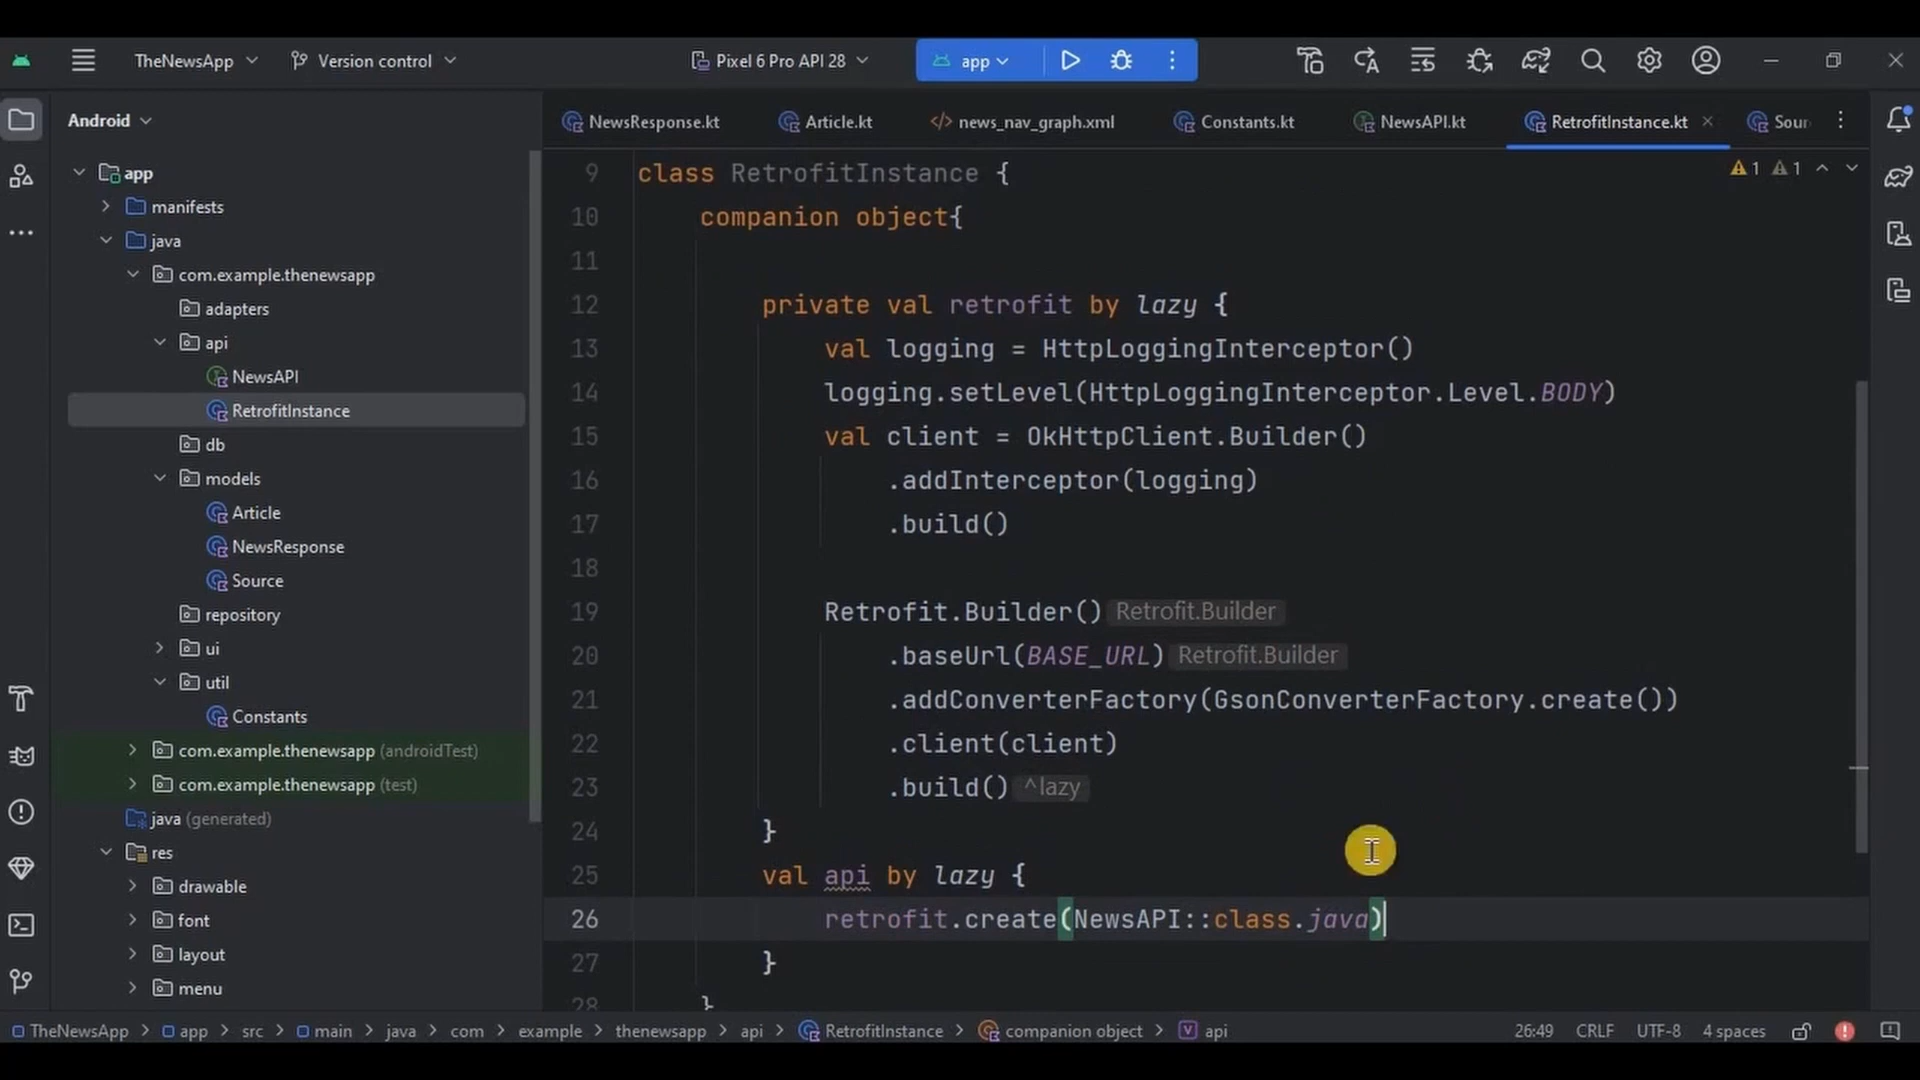 TheNewsApp
Version control
Pixel 6 Pro API 28
app
Android
NewsResponse.kt
Article.kt
news_nav_graph.xml
Constants.kt
NewsAPI.kt
RetrofitInstance.kt
Sour
app
manifests
java
com.example.thenewsapp
adapters
api
NewsAPI
RetrofitInstance
db
models
Article
NewsResponse
Source
repository
ui
util
Constants
com.example.thenewsapp (androidTest)
com.example.thenewsapp (test)
java (generated)
res
drawable
font
layout
menu
1 1
9 class RetrofitInstance {
10 companion object{
11
12 private val retrofit by lazy {
13 val logging = HttpLoggingInterceptor()
14 logging.setLevel(HttpLoggingInterceptor.Level.BODY)
15 val client = OkHttpClient.Builder()
16 .addInterceptor(logging)
17 .build()
18
19 Retrofit.Builder() Retrofit.Builder
20 .baseUrl(BASE_URL) Retrofit.Builder
21 .addConverterFactory(GsonConverterFactory.create())
22 .client(client)
23 .build() ^lazy
24 }
25 val api by lazy {
26 retrofit.create(NewsAPI::class.java)
27 }
28 }
TheNewsApp > app > src > main > java > com > example > thenewsapp > api > RetrofitInstance > companion object > api
26:49 CRLF UTF-8 4 spaces